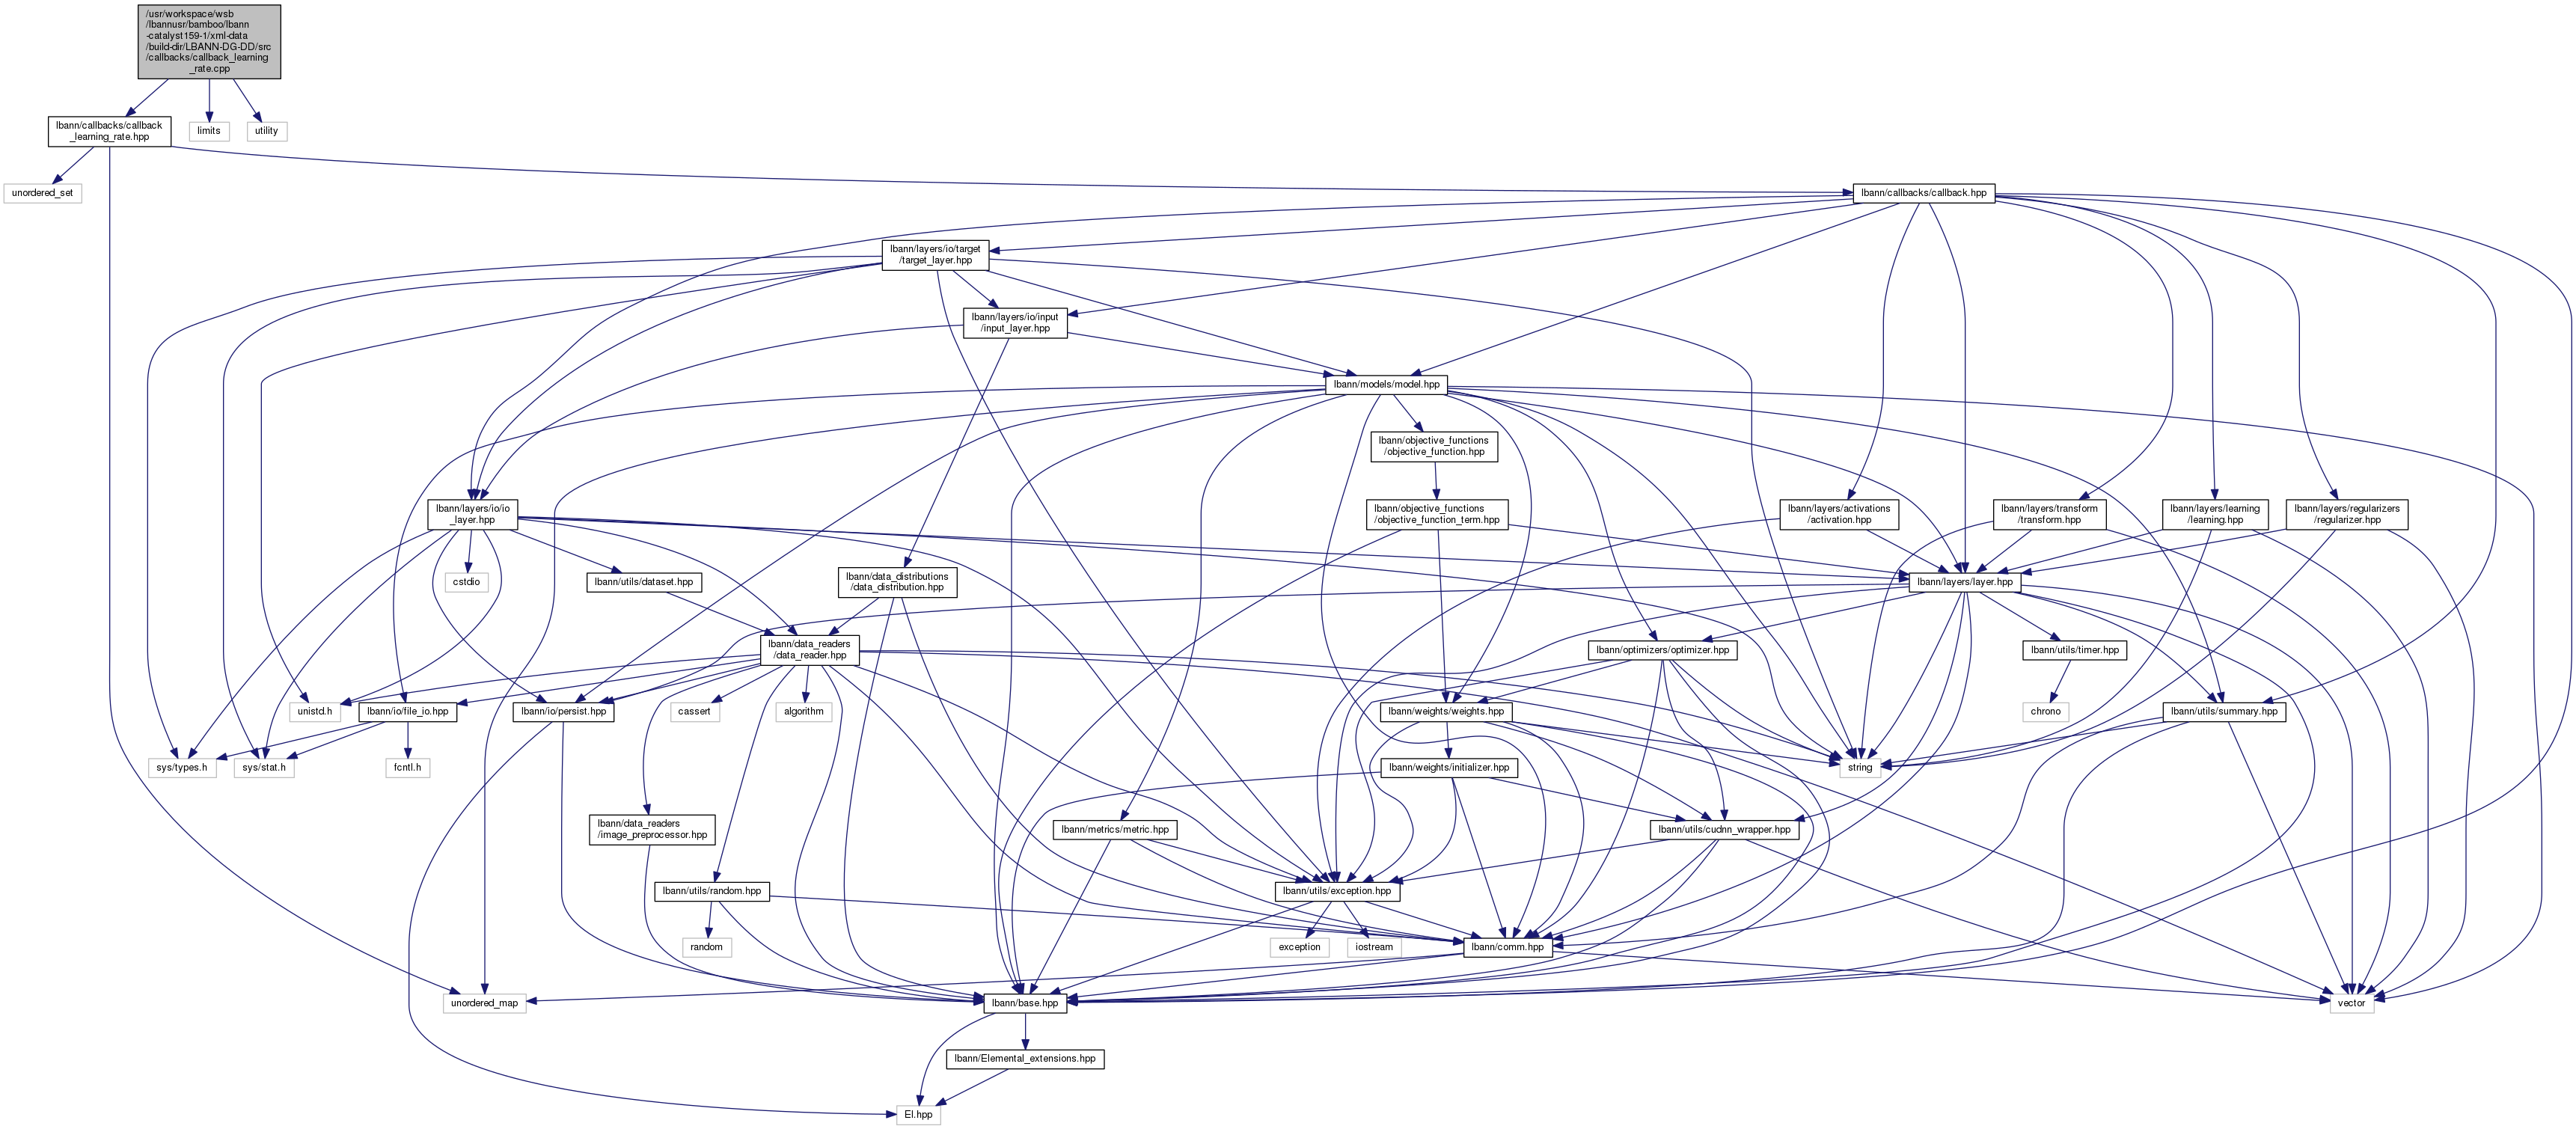 /usr/workspace/wsb
/lbannusr/bamboo/lbann
-catalyst159-1/xml-data
/build-dir/LBANN-DG-DD/src
/callbacks/callback_learning
_rate.cpp
lbann/callbacks/callback
_learning_rate.hpp
limits
utility
unordered_set
lbann/callbacks/callback.hpp
lbann/layers/io/target
/target_layer.hpp
lbann/layers/io/input
/input_layer.hpp
lbann/models/model.hpp
lbann/objective_functions
/objective_function.hpp
lbann/layers/io/io
_layer.hpp
lbann/objective_functions
/objective_function_term.hpp
lbann/layers/activations
/activation.hpp
lbann/layers/transform
/transform.hpp
lbann/layers/learning
/learning.hpp
lbann/layers/regularizers
/regularizer.hpp
cstdio
lbann/utils/dataset.hpp
lbann/data_distributions
/data_distribution.hpp
lbann/layers/layer.hpp
lbann/data_readers
/data_reader.hpp
lbann/optimizers/optimizer.hpp
lbann/utils/timer.hpp
unistd.h
lbann/io/file_io.hpp
lbann/io/persist.hpp
cassert
algorithm
lbann/weights/weights.hpp
chrono
lbann/utils/summary.hpp
sys/types.h
sys/stat.h
fcntl.h
lbann/weights/initializer.hpp
string
lbann/data_readers
/image_preprocessor.hpp
lbann/metrics/metric.hpp
lbann/utils/cudnn_wrapper.hpp
lbann/utils/random.hpp
lbann/utils/exception.hpp
random
exception
iostream
lbann/comm.hpp
unordered_map
lbann/base.hpp
vector
lbann/Elemental_extensions.hpp
El.hpp